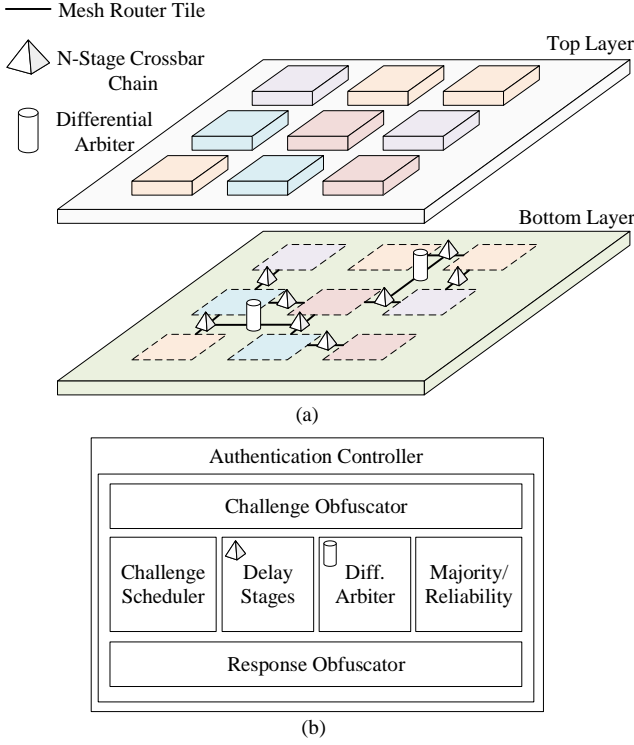 Mesh Router Tile
Top Layer
N-Stage Crossbar
Chain
Differential
Arbiter
Bottom Layer
(a)
Authentication Controller
Challenge Obfuscator
Challenge
Scheduler
Delay
Stages
Diff.
Arbiter
Majority/
Reliability
Response Obfuscator
(b)